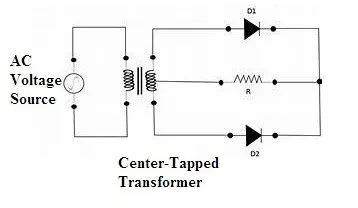 D1
AC
Voltage
Source
R
D2
Center-Tapped
Transformer